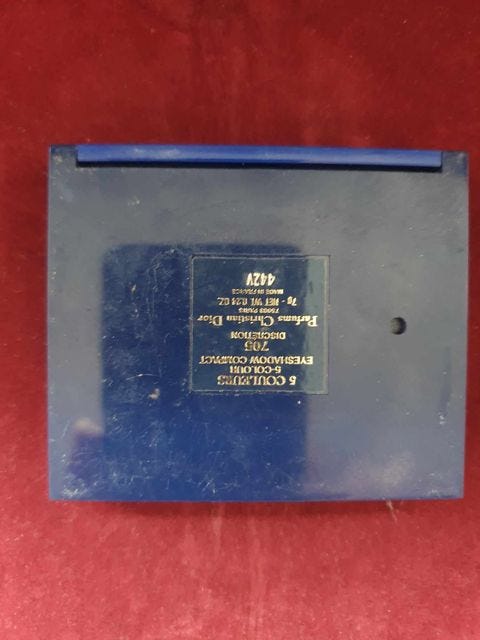 5 COULEURS
5-COLOUR
EYESHADOW COMPACT
705
DISCRÉTION
Parfums Christian Dior
75008 PARIS
7g - NET WT. 0.24 OZ.
MADE IN FRANCE
442V